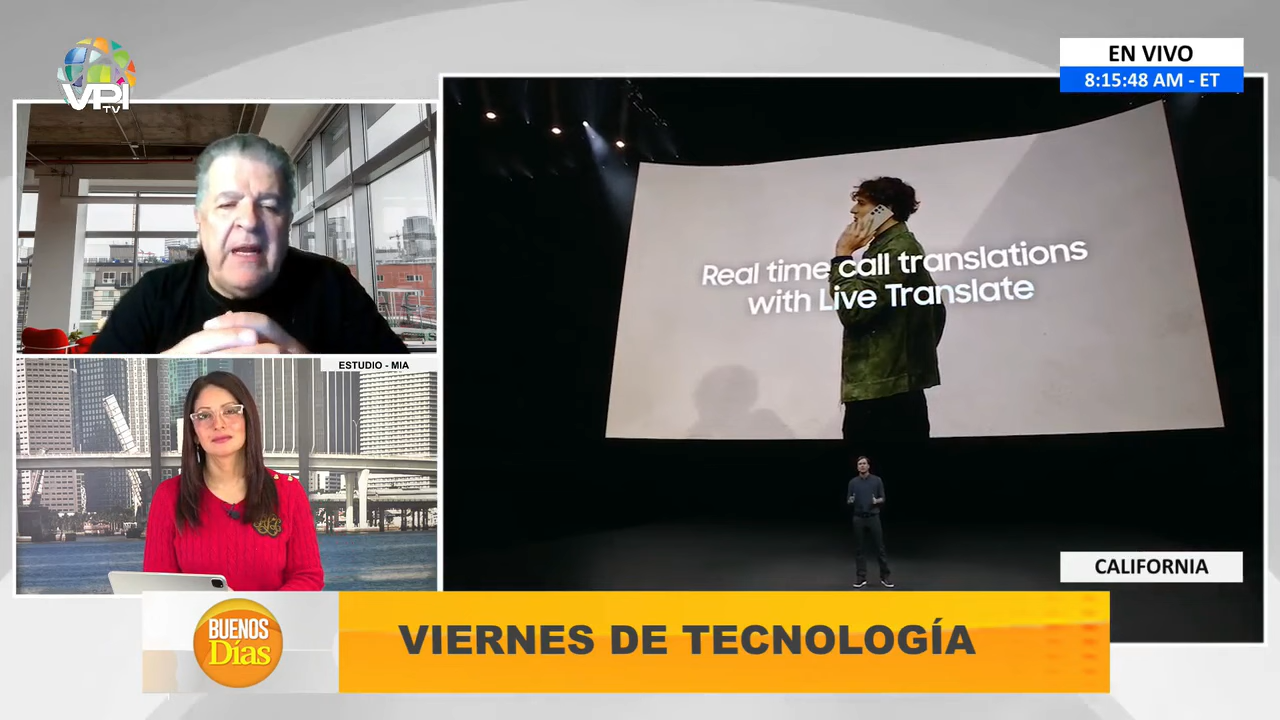 VPI
TV
EN VIVO
8:15:48 AM - ET
Real time call translations
with Live Translate
ESTUDIO - MIA
CALIFORNIA
BUENOS
Días
VIERNES DE TECNOLOGÍA